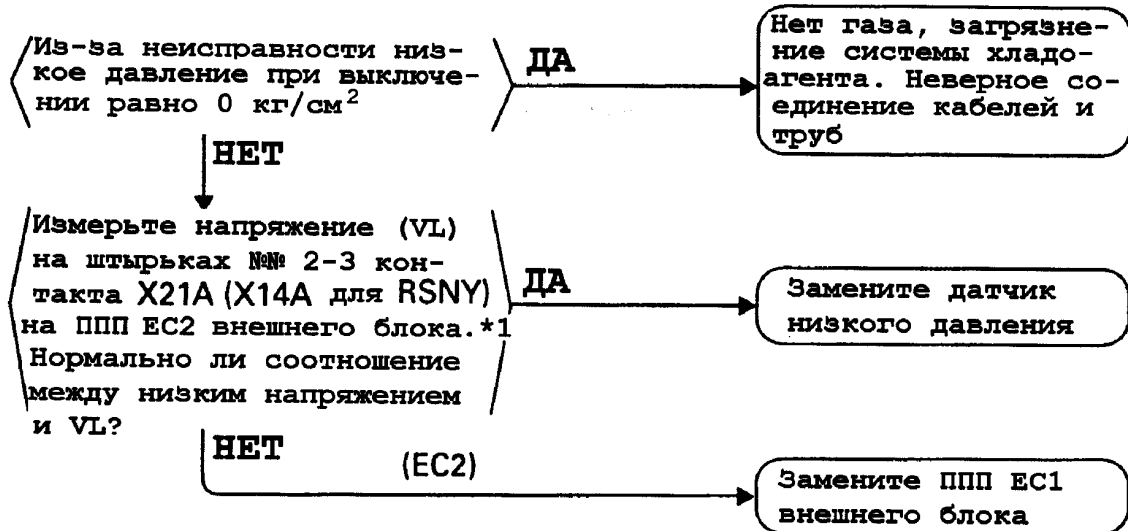 Из-за неисправности низ-
кое давление при выключе-
нии равно 0 кг/см²
ДА
Нет газа, загрязне-
ние системы хладо-
агента. Неверное со-
единение кабелей и
труб
НЕТ
Измерьте напряжение (VL)
на штырьках №№ 2-3 кон-
такта X21A (X14A для RSNY)
на ППП EC2 внешнего блока.*1
Нормально ли соотношение
между низким напряжением
и VL?
ДА
Замените датчик
низкого давления
НЕТ
(EC2)
Замените ППП EC1
внешнего блока